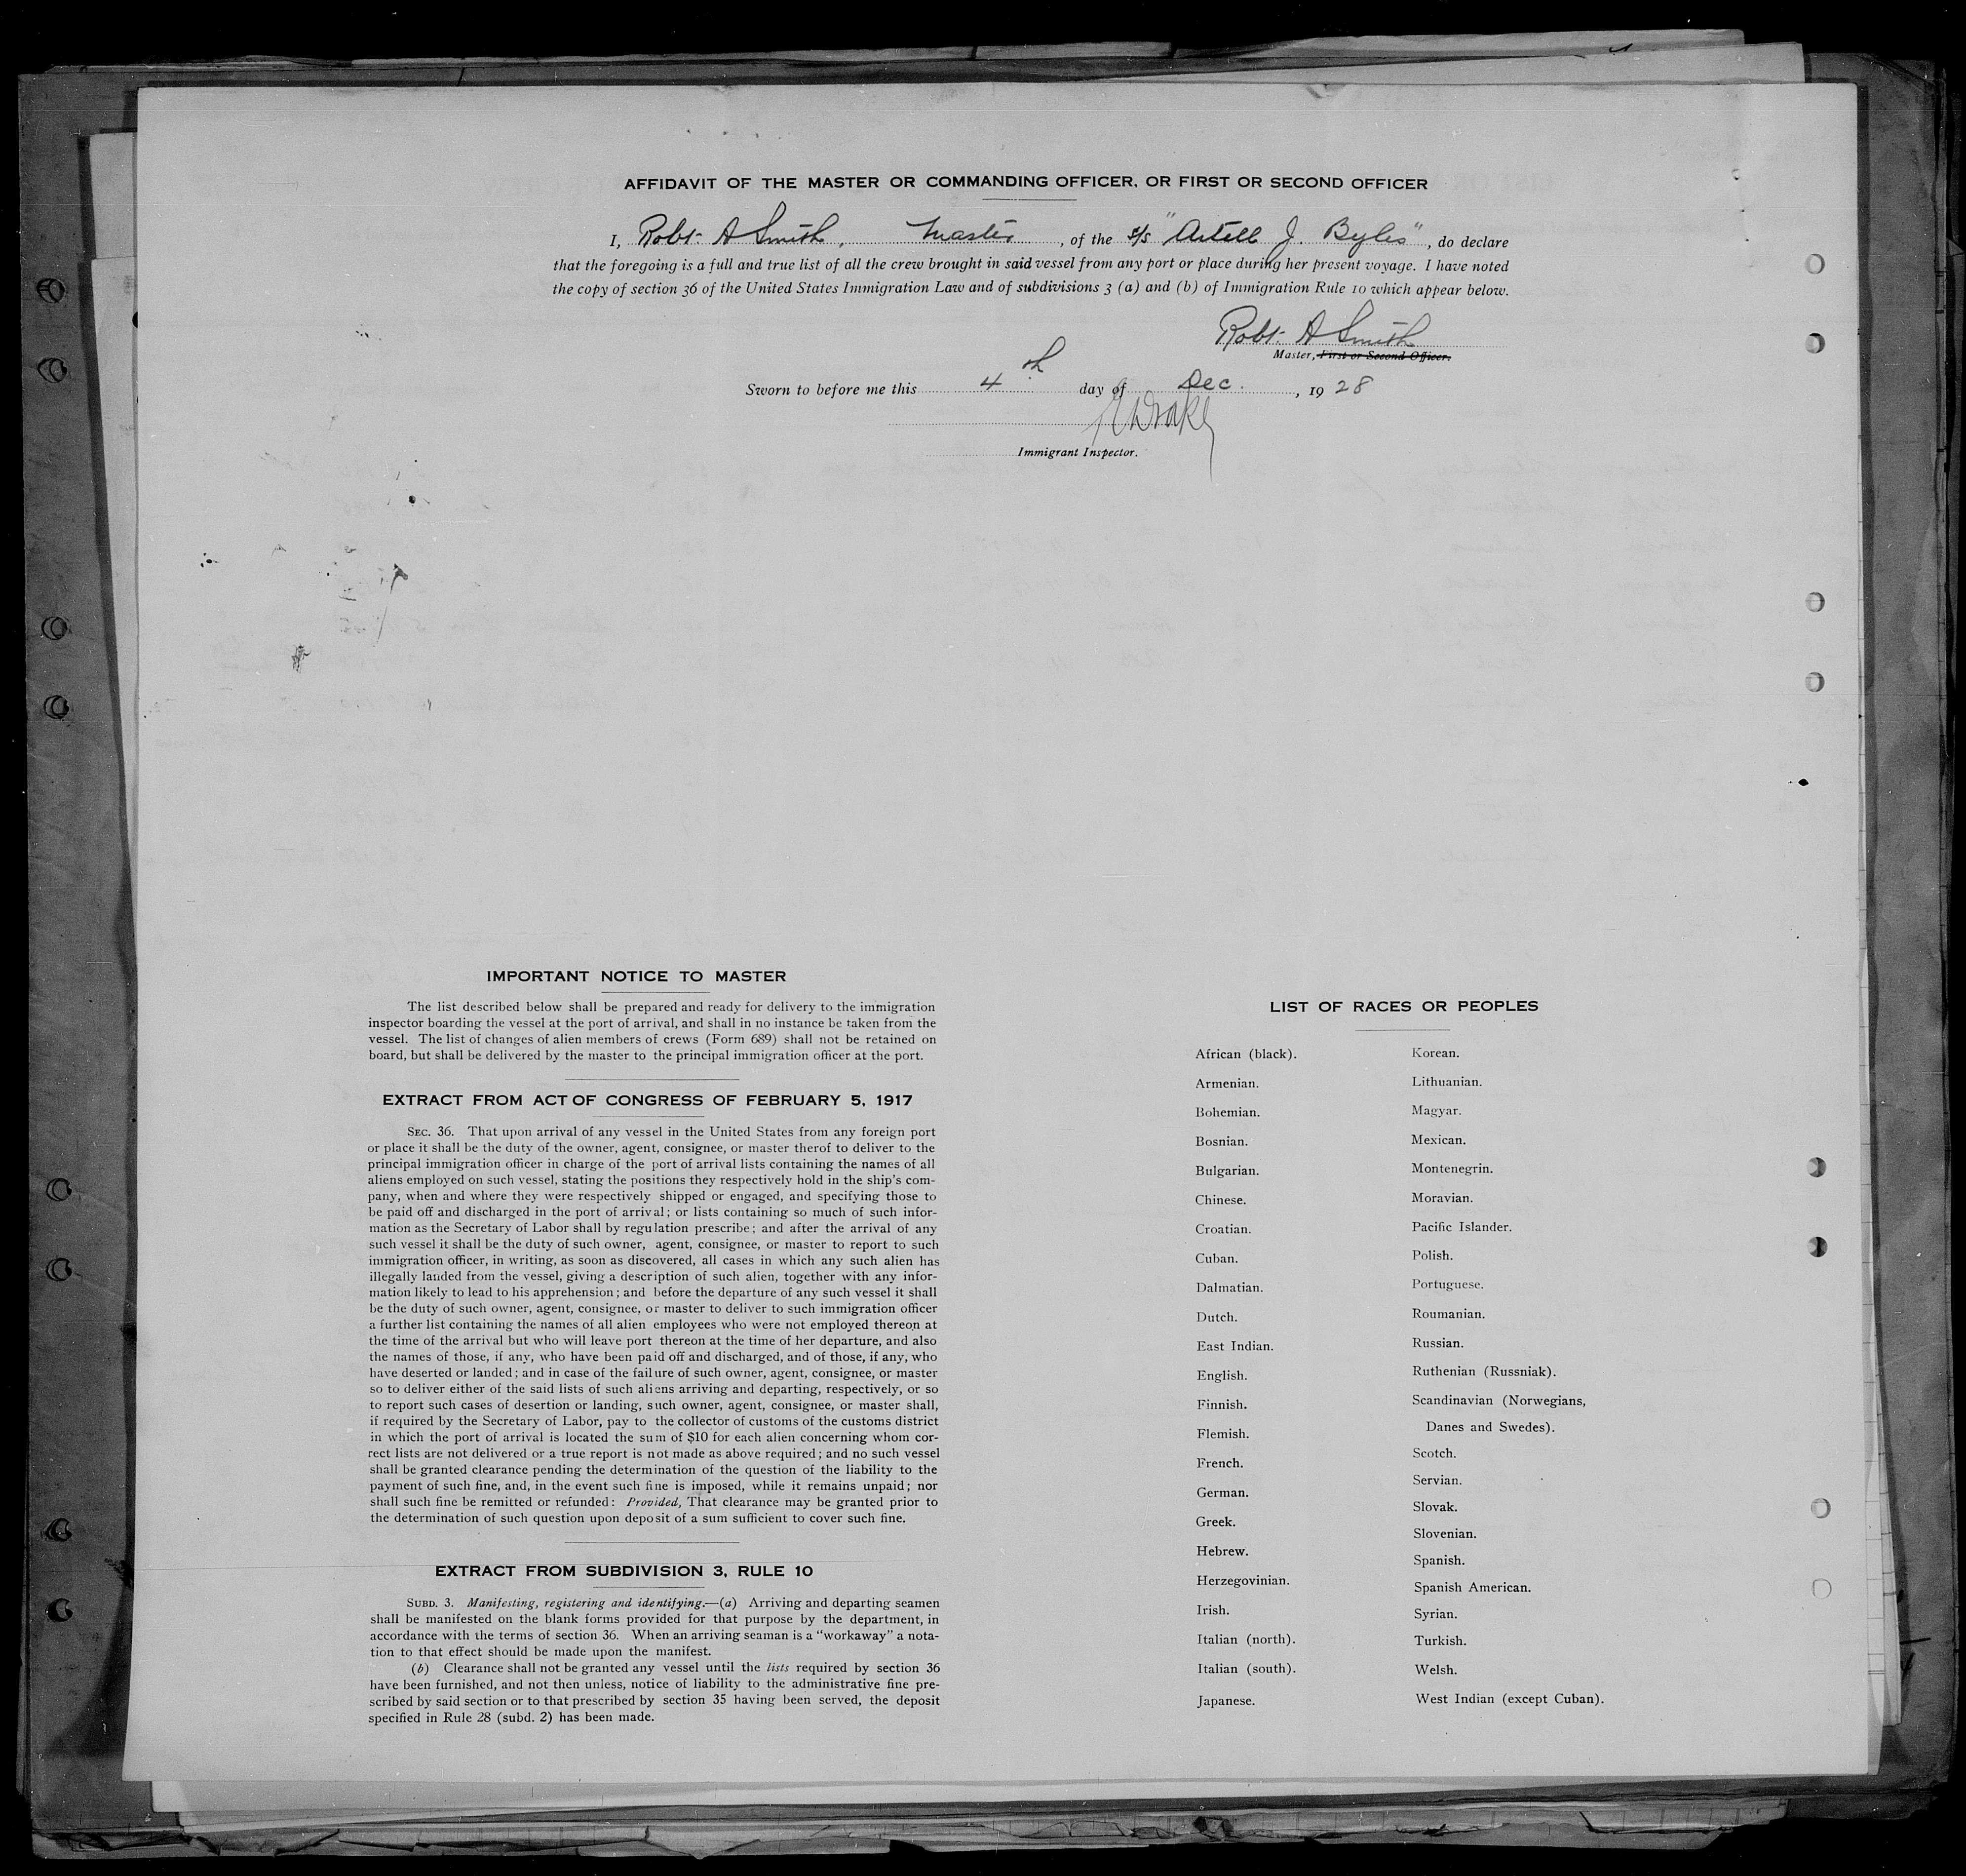 AFFIDAVIT OF THE MASTER OR COMMANDING OFFICER, OR FIRST OR SECOND OFFICER
I, Robt. A Smith, Master, of the s/s "Axtell J. Byles", do declare
that the foregoing is a full and true list of all the crew brought in said vessel from any port or place during her present voyage. I have noted
the copy of section 36 of the United States Immigration Law and of subdivisions 3 (a) and (b) of Immigration Rule 10 which appear below.
Robt. A Smith
Master, First or Second Officer.
Sworn to before me this 4th day of Dec., 1928
Drake
Immigrant Inspector.
IMPORTANT NOTICE TO MASTER
The list described below shall be prepared and ready for delivery to the immigration
inspector boarding the vessel at the port of arrival, and shall in no instance be taken from the
vessel. The list of changes of alien members of crews (Form 689) shall not be retained on
board, but shall be delivered by the master to the principal immigration officer at the port.
EXTRACT FROM ACT OF CONGRESS OF FEBRUARY 5, 1917
SEC. 36. That upon arrival of any vessel in the United States from any foreign port
or place it shall be the duty of the owner, agent, consignee, or master therof to deliver to the
principal immigration officer in charge of the port of arrival lists containing the names of all
aliens employed on such vessel, stating the positions they respectively hold in the ship's com-
pany, when and where they were respectively shipped or engaged, and specifying those to
be paid off and discharged in the port of arrival; or lists containing so much of such infor-
mation as the Secretary of Labor shall by regulation prescribe; and after the arrival of any
such vessel it shall be the duty of such owner, agent, consignee, or master to report to such
immigration officer, in writing, as soon as discovered, all cases in which any such alien has
illegally landed from the vessel, giving a description of such alien, together with any infor-
mation likely to lead to his apprehension; and before the departure of any such vessel it shall
be the duty of such owner, agent, consignee, or master to deliver to such immigration officer
a further list containing the names of all alien employees who were not employed thereon at
the time of the arrival but who will leave port thereon at the time of her departure, and also
the names of those, if any, who have been paid off and discharged, and of those, if any, who
have deserted or landed; and in case of the failure of such owner, agent, consignee, or master
so to deliver either of the said lists of such aliens arriving and departing, respectively, or so
to report such cases of desertion or landing, such owner, agent, consignee, or master shall,
if required by the Secretary of Labor, pay to the collector of customs of the customs district
in which the port of arrival is located the sum of $10 for each alien concerning whom cor-
rect lists are not delivered or a true report is not made as above required; and no such vessel
shall be granted clearance pending the determination of the question of the liability to the
payment of such fine, and, in the event such fine is imposed, while it remains unpaid; nor
shall such fine be remitted or refunded: Provided, That clearance may be granted prior to
the determination of such question upon deposit of a sum sufficient to cover such fine.
EXTRACT FROM SUBDIVISION 3, RULE 10
SUBD. 3. Manifesting, registering and identifying.—(a) Arriving and departing seamen
shall be manifested on the blank forms provided for that purpose by the department, in
accordance with the terms of section 36. When an arriving seaman is a "workaway" a nota-
tion to that effect should be made upon the manifest.
(b) Clearance shall not be granted any vessel until the lists required by section 36
have been furnished, and not then unless, notice of liability to the administrative fine pre-
scribed by said section or to that prescribed by section 35 having been served, the deposit
specified in Rule 28 (subd. 2) has been made.
LIST OF RACES OR PEOPLES
African (black).
Armenian.
Bohemian.
Bosnian.
Bulgarian.
Chinese.
Croatian.
Cuban.
Dalmatian.
Dutch.
East Indian.
English.
Finnish.
Flemish.
French.
German.
Greek.
Hebrew.
Herzegovinian.
Irish.
Italian (north).
Italian (south).
Japanese.
Korean.
Lithuanian.
Magyar.
Mexican.
Montenegrin.
Moravian.
Pacific Islander.
Polish.
Portuguese.
Roumanian.
Russian.
Ruthenian (Russniak).
Scandinavian (Norwegians,
Danes and Swedes).
Scotch.
Servian.
Slovak.
Slovenian.
Spanish.
Spanish American.
Syrian.
Turkish.
Welsh.
West Indian (except Cuban).